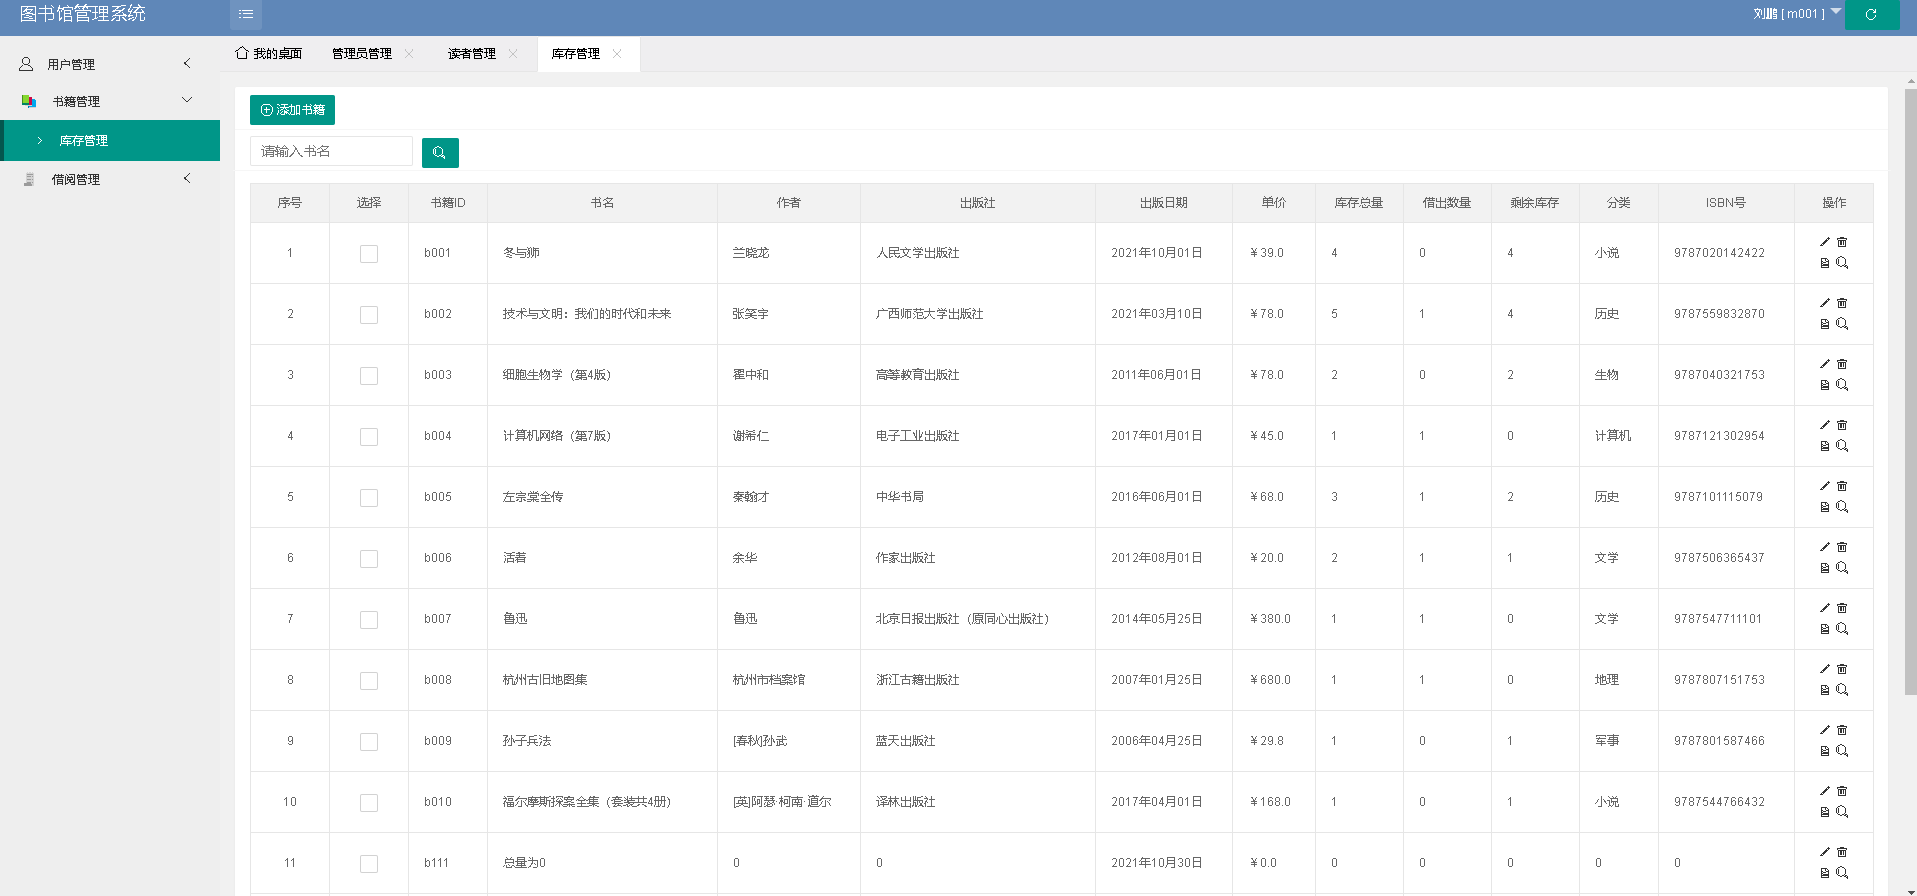 图书馆管理系统
刘鹏 [ m001 ]
用户管理
书籍管理
库存管理
借阅管理
我的桌面 管理员管理 读者管理 库存管理
添加书籍
请输入书名
序号 选择 书籍ID 书名 作者 出版社 出版日期 单价 库存总量 借出数量 剩余库存 分类 ISBN号 操作
1 b001 冬与狮 兰晓龙 人民文学出版社 2021年10月01日 ¥39.0 4 0 4 小说 9787020142422
2 b002 技术与文明：我们的时代和未来 张笑宇 广西师范大学出版社 2021年03月10日 ¥78.0 5 1 4 历史 9787559832870
3 b003 细胞生物学（第4版） 翟中和 高等教育出版社 2011年06月01日 ¥78.0 2 0 2 生物 9787040321753
4 b004 计算机网络（第7版） 谢希仁 电子工业出版社 2017年01月01日 ¥45.0 1 1 0 计算机 9787121302954
5 b005 左宗棠全传 秦翰才 中华书局 2016年06月01日 ¥68.0 3 1 2 历史 9787101115079
6 b006 活着 余华 作家出版社 2012年08月01日 ¥20.0 2 1 1 文学 9787506365437
7 b007 鲁迅 鲁迅 北京日报出版社（原同心出版社） 2014年05月25日 ¥380.0 1 1 0 文学 9787547711101
8 b008 杭州古旧地图集 杭州市档案馆 浙江古籍出版社 2007年01月25日 ¥680.0 1 1 0 地理 9787807151753
9 b009 孙子兵法 [春秋]孙武 蓝天出版社 2006年04月25日 ¥29.8 1 0 1 军事 9787801587466
10 b010 福尔摩斯探案全集（套装共4册） [英]阿瑟·柯南·道尔 译林出版社 2017年04月01日 ¥168.0 1 0 1 小说 9787544766432
11 b111 总量为0 0 0 2021年10月30日 ¥0.0 0 0 0 0 0